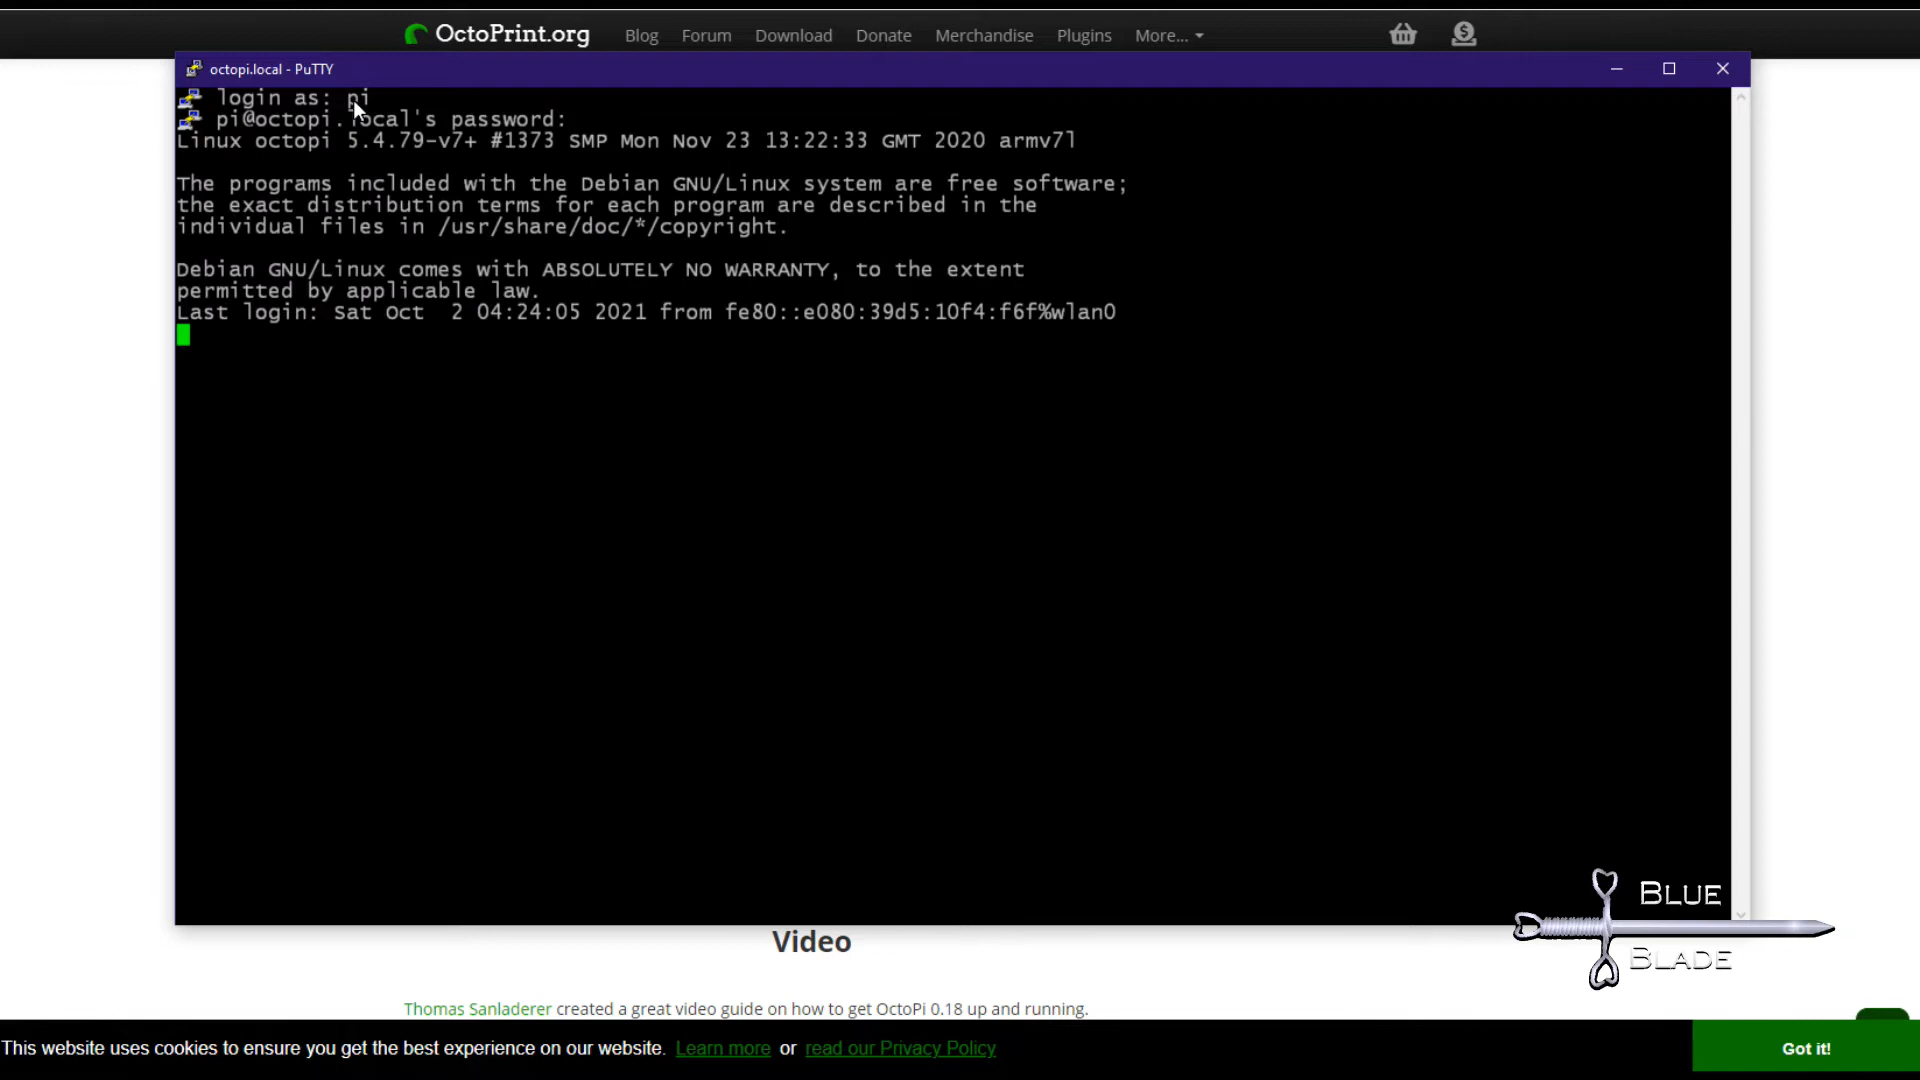 OctoPrint.org Blog Forum Download Donate Merchandise Plugins More...
octopi.local - PuTTY
login as: pi
pi@octopi.local's password:
Linux octopi 5.4.79-v7+ #1373 SMP Mon Nov 23 13:22:33 GMT 2020 armv7l
The programs included with the Debian GNU/Linux system are free software;
the exact distribution terms for each program are described in the
individual files in /usr/share/doc/*/copyright.
Debian GNU/Linux comes with ABSOLUTELY NO WARRANTY, to the extent
permitted by applicable law.
Last login: Sat Oct  2 04:24:05 2021 from fe80::e080:39d5:10f4:f6f%wlan0
BLUE
BLADE
Video
Thomas Sanladerer created a great video guide on how to get OctoPi 0.18 up and running.
This website uses cookies to ensure you get the best experience on our website. Learn more or read our Privacy Policy Got it!